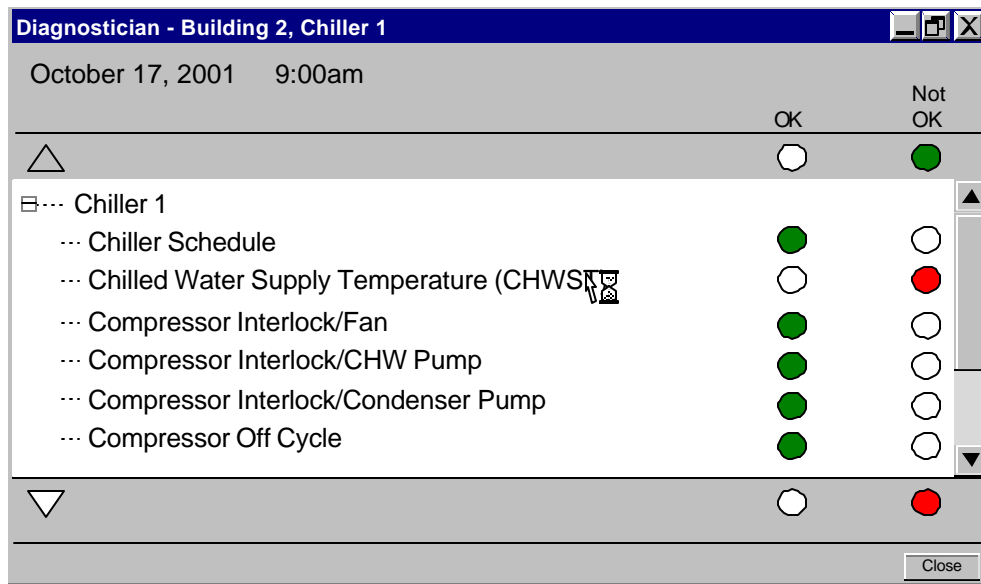 Diagnostician - Building 2, Chiller 1
October 17, 2001 9:00am
OK Not OK
Chiller 1
Chiller Schedule
Chilled Water Supply Temperature (CHWS
Compressor Interlock/Fan
Compressor Interlock/CHW Pump
Compressor Interlock/Condenser Pump
Compressor Off Cycle
Close